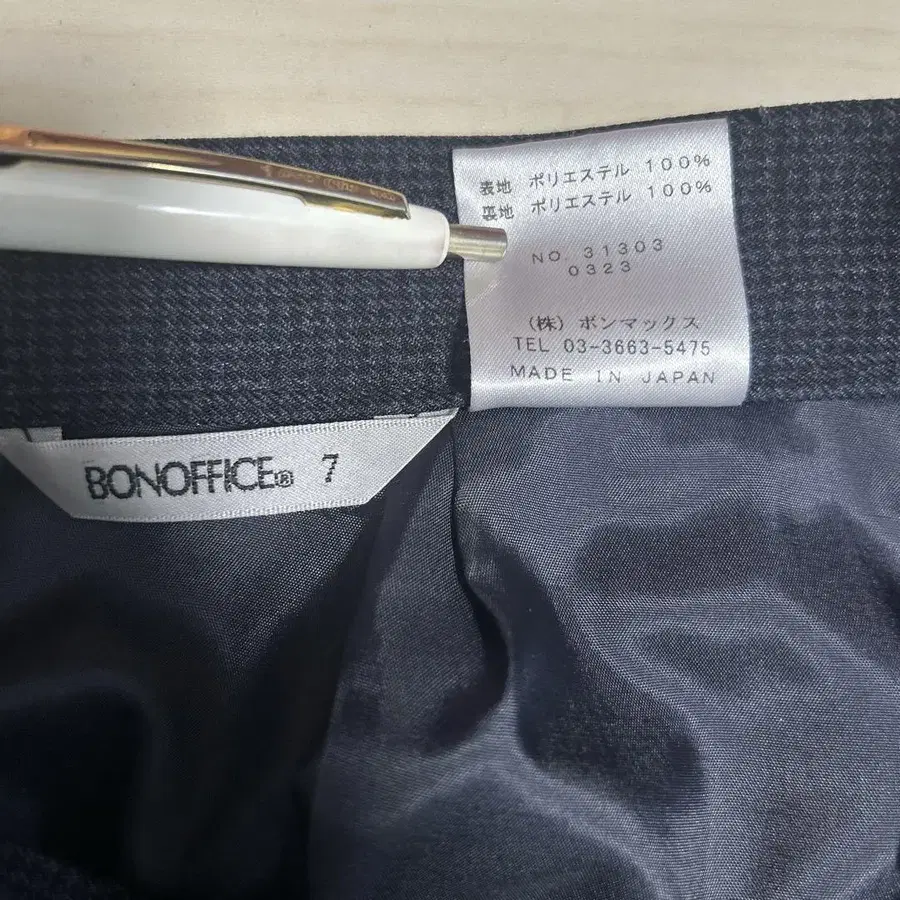 表地 ポリエステル 100%
裏地 ポリエステル 100%
NO. 31303
0323
(株) ボンマックス
TEL 03-3663-5475
MADE IN JAPAN
BONOFFICE® 7